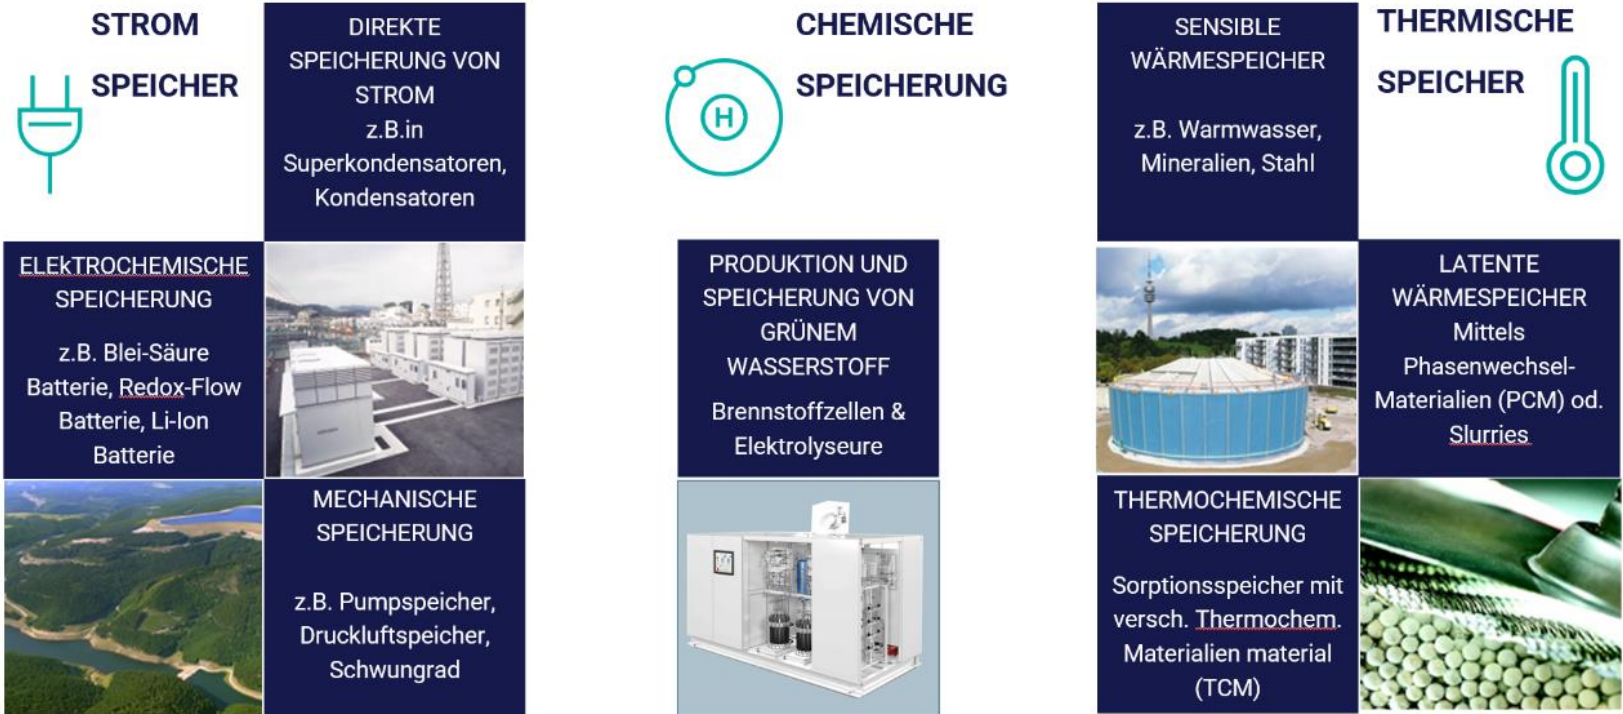 STROM
SPEICHER
DIREKTE
SPEICHERUNG VON
STROM
z.B.in
Superkondensatoren,
Kondensatoren
ELEkTROCHEMISCHE
SPEICHERUNG
z.B. Blei-Säure
Batterie, Redox-Flow
Batterie, Li-Ion
Batterie
MECHANISCHE
SPEICHERUNG
z.B. Pumpspeicher,
Druckluftspeicher,
Schwungrad
CHEMISCHE
SPEICHERUNG
H
PRODUKTION UND
SPEICHERUNG VON
GRÜNEM
WASSERSTOFF
Brennstoffzellen &
Elektrolyseure
SENSIBLE
WÄRMESPEICHER
z.B. Warmwasser,
Mineralien, Stahl
THERMISCHE
SPEICHER
LATENTE
WÄRMESPEICHER
Mittels
Phasenwechsel-
Materialien (PCM) od.
Slurries
THERMOCHEMISCHE
SPEICHERUNG
Sorptionsspeicher mit
versch. Thermochem.
Materialien material
(TCM)